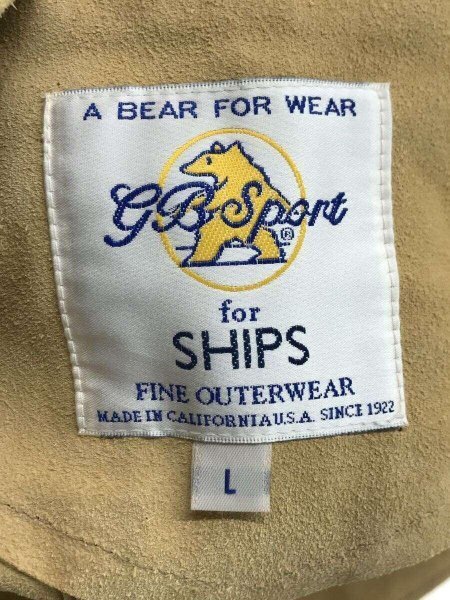 A BEAR FOR WEAR
GB Sport®
for
SHIPS
FINE OUTERWEAR
MADE IN CALIFORNIA U.S.A. SINCE 1922
L